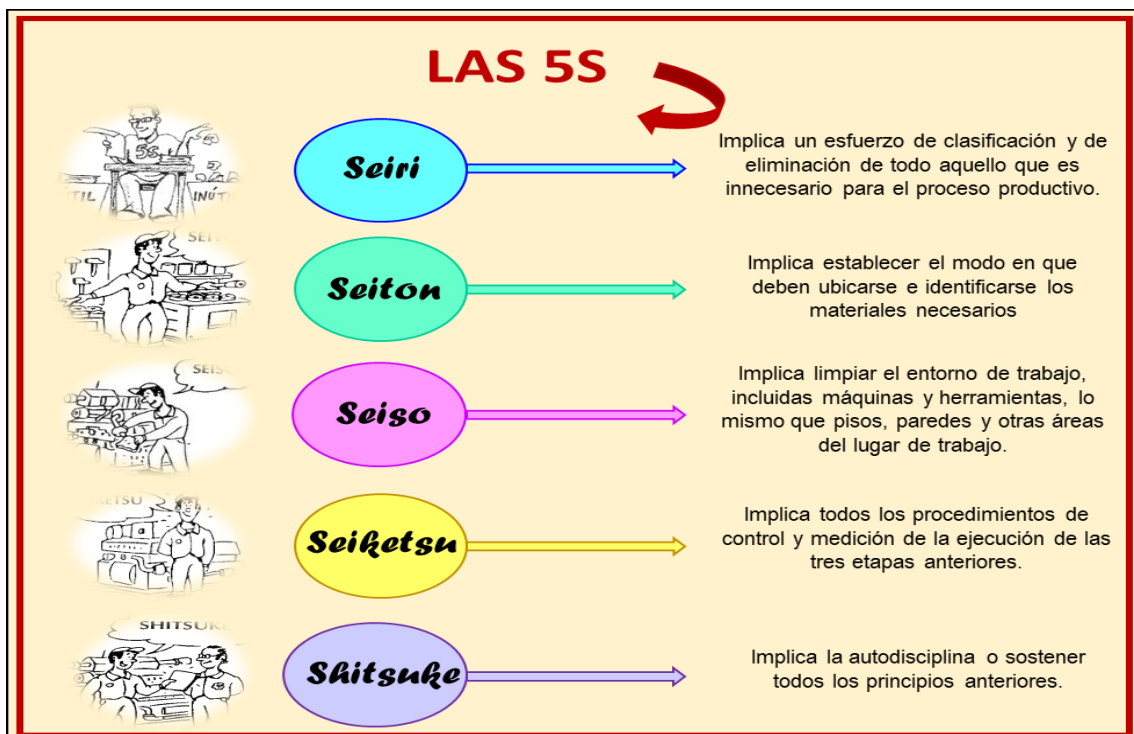 LAS 5S
5S
INÚTI
Seiri
Implica un esfuerzo de clasificación y de
eliminación de todo aquello que es
innecesario para el proceso productivo.
Seiton
Implica establecer el modo en que
deben ubicarse e identificarse los
materiales necesarios
Seiso
Implica limpiar el entorno de trabajo,
incluidas máquinas y herramientas, lo
mismo que pisos, paredes y otras áreas
del lugar de trabajo.
Seiketsu
Implica todos los procedimientos de
control y medición de la ejecución de las
tres etapas anteriores.
SHITSUKE
Shitsuke
Implica la autodisciplina o sostener
todos los principios anteriores.